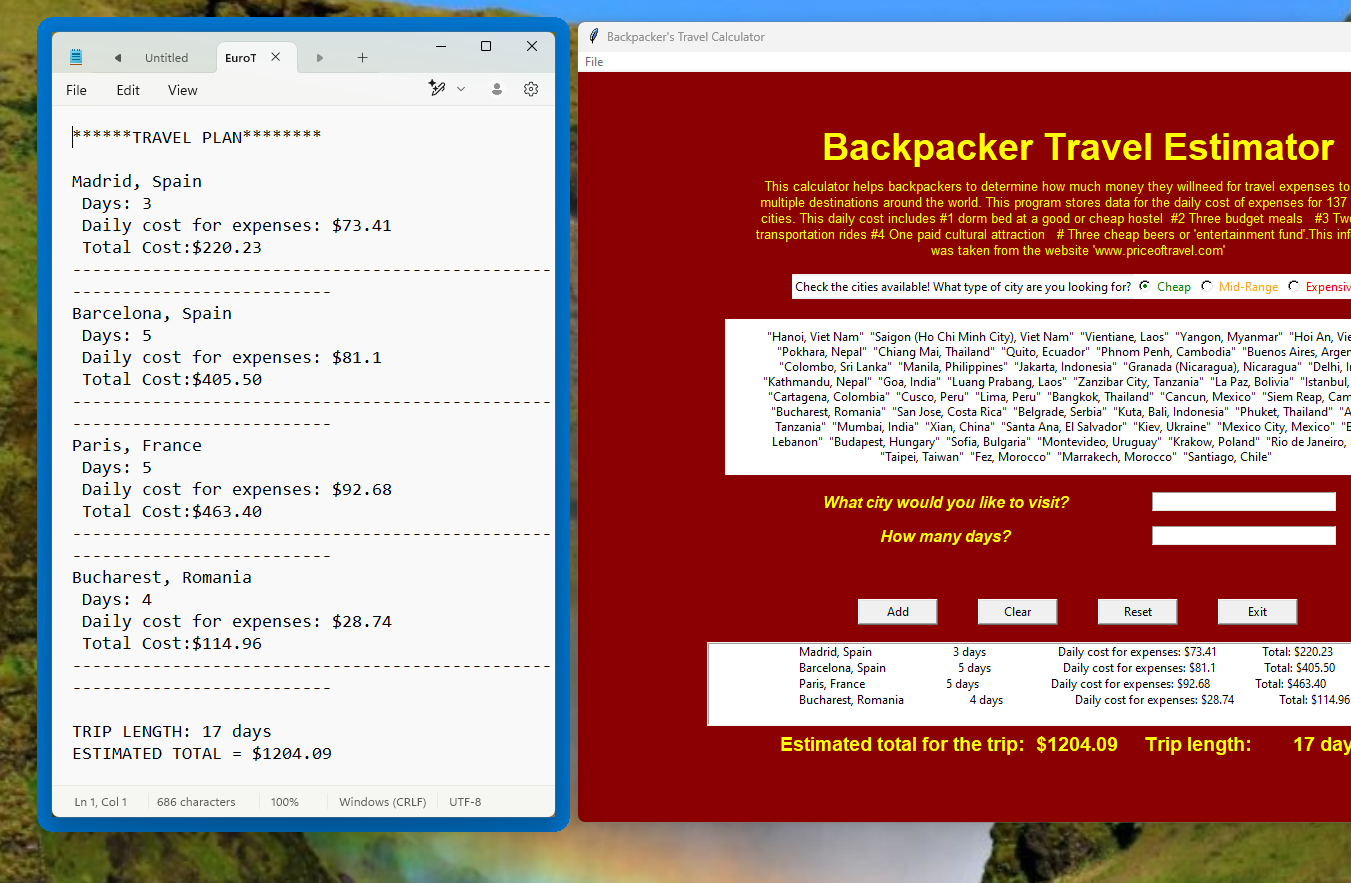 Untitled
EuroT
File Edit View
******TRAVEL PLAN********
Madrid, Spain
Days: 3
Daily cost for expenses: $73.41
Total Cost:$220.23
------------------------------------------------
--------------------------
Barcelona, Spain
Days: 5
Daily cost for expenses: $81.1
Total Cost:$405.50
------------------------------------------------
--------------------------
Paris, France
Days: 5
Daily cost for expenses: $92.68
Total Cost:$463.40
------------------------------------------------
--------------------------
Bucharest, Romania
Days: 4
Daily cost for expenses: $28.74
Total Cost:$114.96
------------------------------------------------
--------------------------
TRIP LENGTH: 17 days
ESTIMATED TOTAL = $1204.09
Ln 1, Col 1 686 characters 100% Windows (CRLF) UTF-8
Backpacker's Travel Calculator
File
Backpacker Travel Estimator
This calculator helps backpackers to determine how much money they willneed for travel expenses to
multiple destinations around the world. This program stores data for the daily cost of expenses for 137
cities. This daily cost includes #1 dorm bed at a good or cheap hostel #2 Three budget meals #3 Tw
transportation rides #4 One paid cultural attraction # Three cheap beers or 'entertainment fund'.This inf
was taken from the website 'www.priceoftravel.com'
Check the cities available! What type of city are you looking for? Cheap Mid-Range Expensiv
"Hanoi, Viet Nam" "Saigon (Ho Chi Minh City), Viet Nam" "Vientiane, Laos" "Yangon, Myanmar" "Hoi An, Vie
"Pokhara, Nepal" "Chiang Mai, Thailand" "Quito, Ecuador" "Phnom Penh, Cambodia" "Buenos Aires, Argen
"Colombo, Sri Lanka" "Manila, Philippines" "Jakarta, Indonesia" "Granada (Nicaragua), Nicaragua" "Delhi, I
"Kathmandu, Nepal" "Goa, India" "Luang Prabang, Laos" "Zanzibar City, Tanzania" "La Paz, Bolivia" "Istanbul,
"Cartagena, Colombia" "Cusco, Peru" "Lima, Peru" "Bangkok, Thailand" "Cancun, Mexico" "Siem Reap, Cam
"Bucharest, Romania" "San Jose, Costa Rica" "Belgrade, Serbia" "Kuta, Bali, Indonesia" "Phuket, Thailand" "A
Tanzania" "Mumbai, India" "Xian, China" "Santa Ana, El Salvador" "Kiev, Ukraine" "Mexico City, Mexico" "B
Lebanon" "Budapest, Hungary" "Sofia, Bulgaria" "Montevideo, Uruguay" "Krakow, Poland" "Rio de Janeiro,
"Taipei, Taiwan" "Fez, Morocco" "Marrakech, Morocco" "Santiago, Chile"
What city would you like to visit?
How many days?
Add Clear Reset Exit
Madrid, Spain 3 days Daily cost for expenses: $73.41 Total: $220.23
Barcelona, Spain 5 days Daily cost for expenses: $81.1 Total: $405.50
Paris, France 5 days Daily cost for expenses: $92.68 Total: $463.40
Bucharest, Romania 4 days Daily cost for expenses: $28.74 Total: $114.96
Estimated total for the trip: $1204.09 Trip length: 17 day